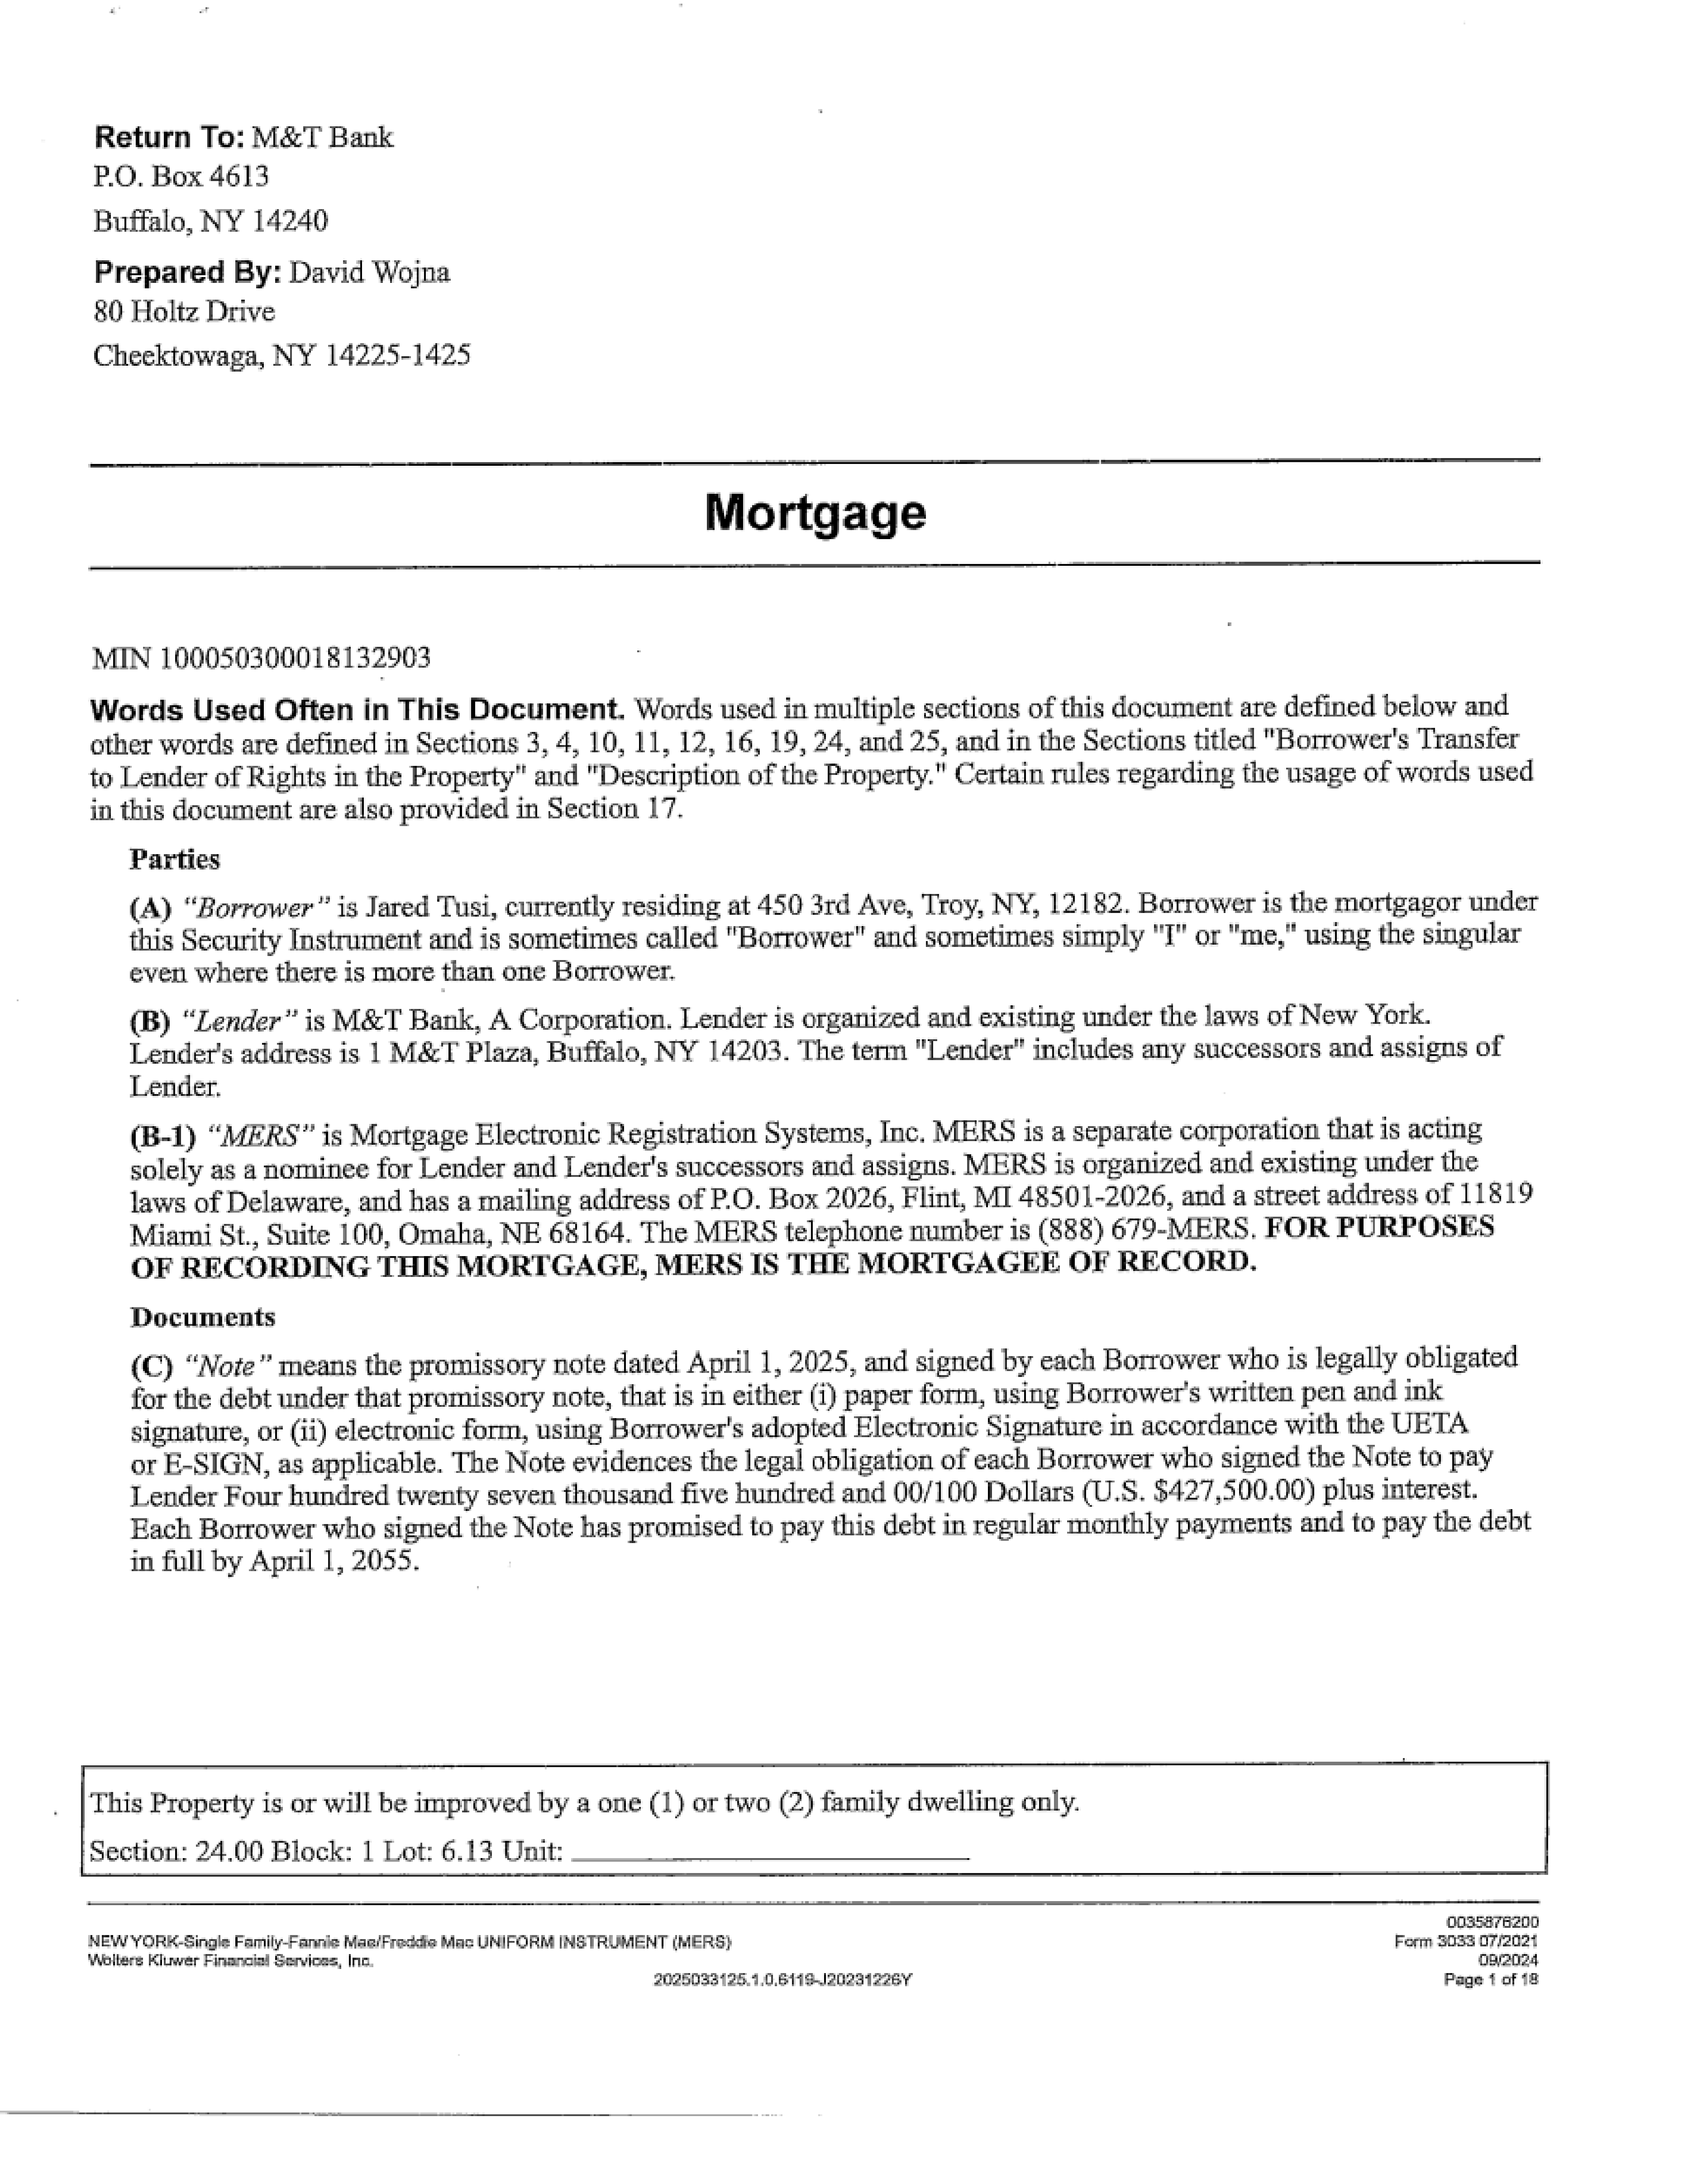 Return To: M&T Bank
P.O. Box 4613
Buffalo, NY 14240
Prepared By: David Wojna
80 Holtz Drive
Cheektowaga, NY 14225-1425
Mortgage
MIN 100050300018132903
Words Used Often in This Document. Words used in multiple sections of this document are defined below and
other words are defined in Sections 3, 4, 10, 11, 12, 16, 19, 24, and 25, and in the Sections titled "Borrower's Transfer
to Lender of Rights in the Property" and "Description of the Property." Certain rules regarding the usage of words used
in this document are also provided in Section 17.
Parties
(A) “Borrower” is Jared Tusi, currently residing at 450 3rd Ave, Troy, NY, 12182. Borrower is the mortgagor under
this Security Instrument and is sometimes called "Borrower" and sometimes simply "I" or "me," using the singular
even where there is more than one Borrower.
(B) “Lender” is M&T Bank, A Corporation. Lender is organized and existing under the laws of New York.
Lender's address is 1 M&T Plaza, Buffalo, NY 14203. The term "Lender" includes any successors and assigns of
Lender.
(B-1) “MERS” is Mortgage Electronic Registration Systems, Inc. MERS is a separate corporation that is acting
solely as a nominee for Lender and Lender's successors and assigns. MERS is organized and existing under the
laws of Delaware, and has a mailing address of P.O. Box 2026, Flint, MI 48501-2026, and a street address of 11819
Miami St., Suite 100, Omaha, NE 68164. The MERS telephone number is (888) 679-MERS. FOR PURPOSES
OF RECORDING THIS MORTGAGE, MERS IS THE MORTGAGEE OF RECORD.
Documents
(C) “Note” means the promissory note dated April 1, 2025, and signed by each Borrower who is legally obligated
for the debt under that promissory note, that is in either (i) paper form, using Borrower's written pen and ink
signature, or (ii) electronic form, using Borrower's adopted Electronic Signature in accordance with the UETA
or E-SIGN, as applicable. The Note evidences the legal obligation of each Borrower who signed the Note to pay
Lender Four hundred twenty seven thousand five hundred and 00/100 Dollars (U.S. $427,500.00) plus interest.
Each Borrower who signed the Note has promised to pay this debt in regular monthly payments and to pay the debt
in full by April 1, 2055.
This Property is or will be improved by a one (1) or two (2) family dwelling only.
Section: 24.00 Block: 1 Lot: 6.13 Unit:
0035876200
NEW YORK-Single Family-Fannie Mae/Freddie Mac UNIFORM INSTRUMENT (MERS) Form 3033 07/2021
Wolters Kluwer Financial Services, Inc. 09/2024
2025033125.1.0.6119-J20231226Y Page 1 of 18